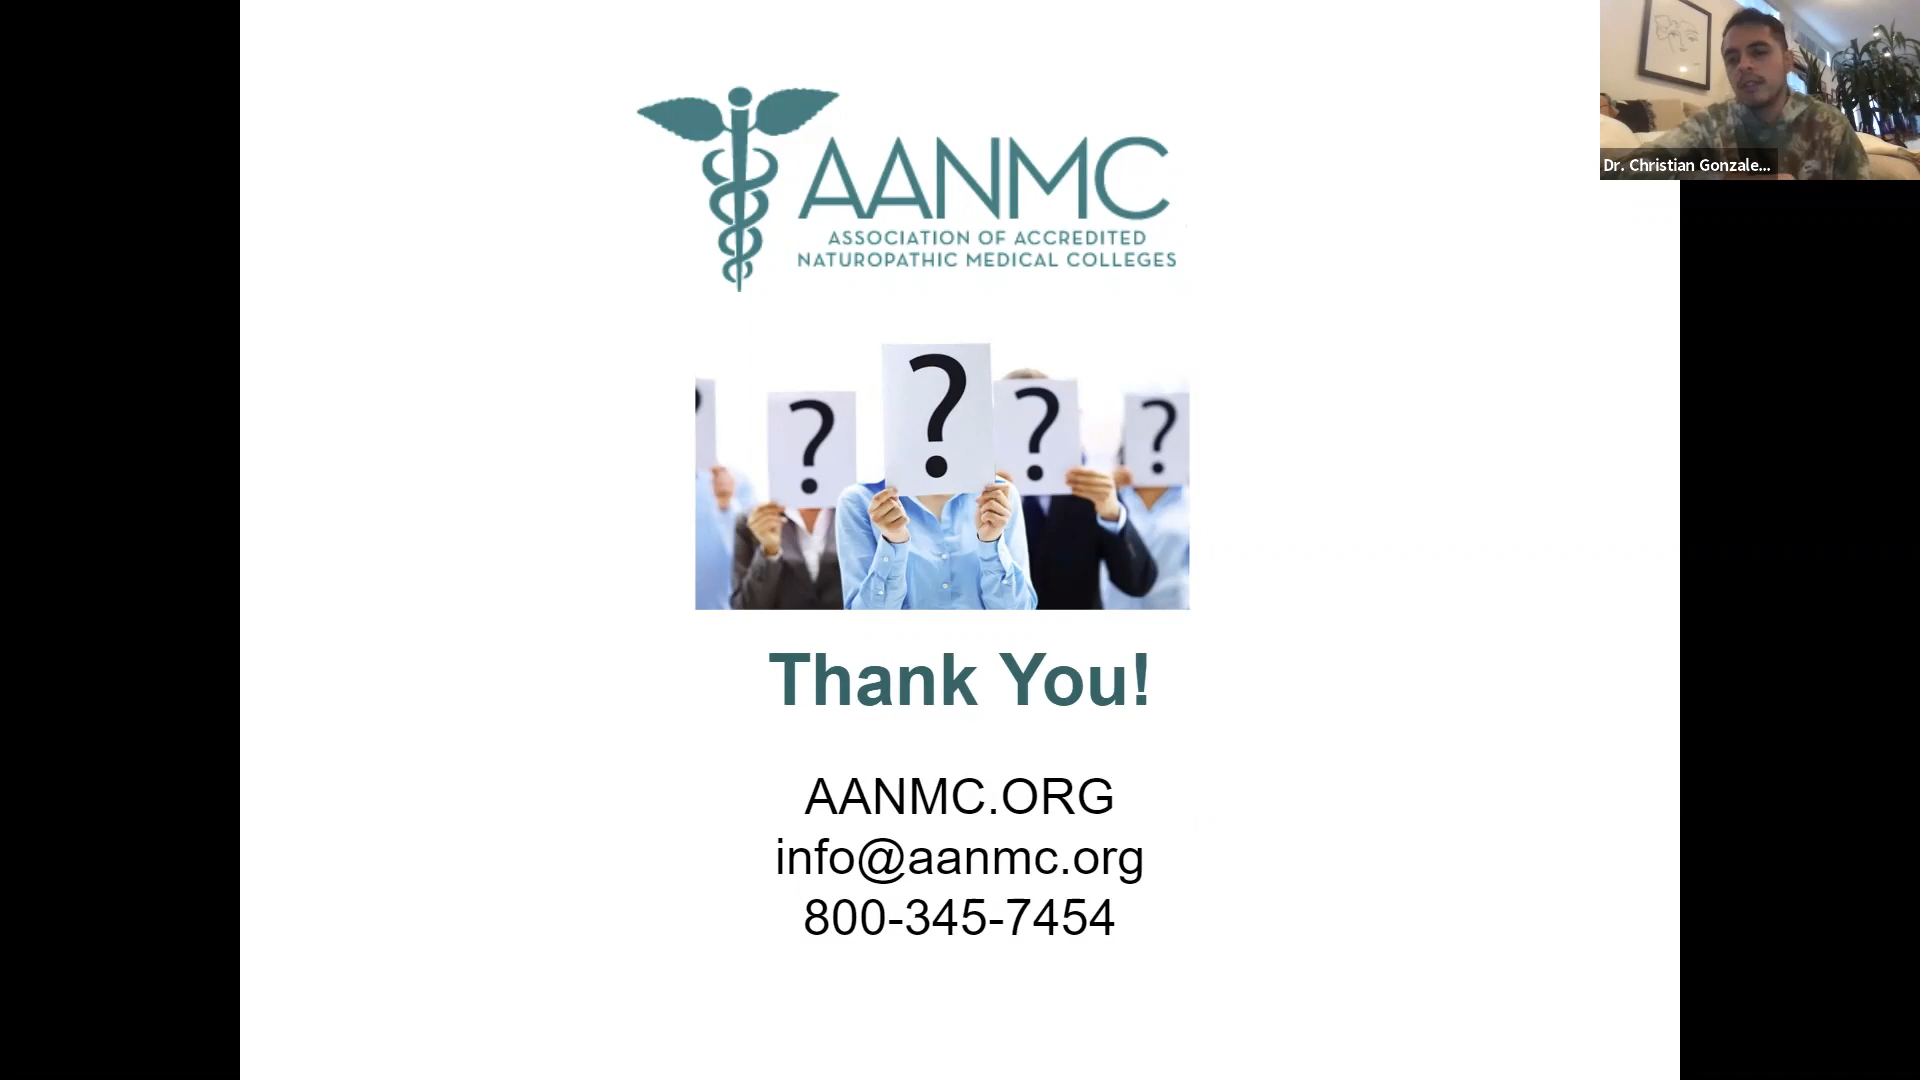 AANMC
ASSOCIATION OF ACCREDITED
NATUROPATHIC MEDICAL COLLEGES
Dr. Christian Gonzale...
?
?
?
?
?
Thank You!
AANMC.ORG
info@aanmc.org
800-345-7454